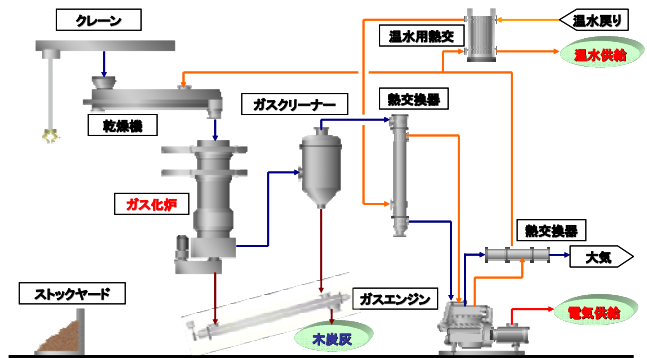 クレーン
温水戻り
温水用熱交
温水供給
ガスクリーナー
熱交換器
乾燥機
ガス化炉
熱交換器
大気
ストックヤード
ガスエンジン
電気供給
木炭灰